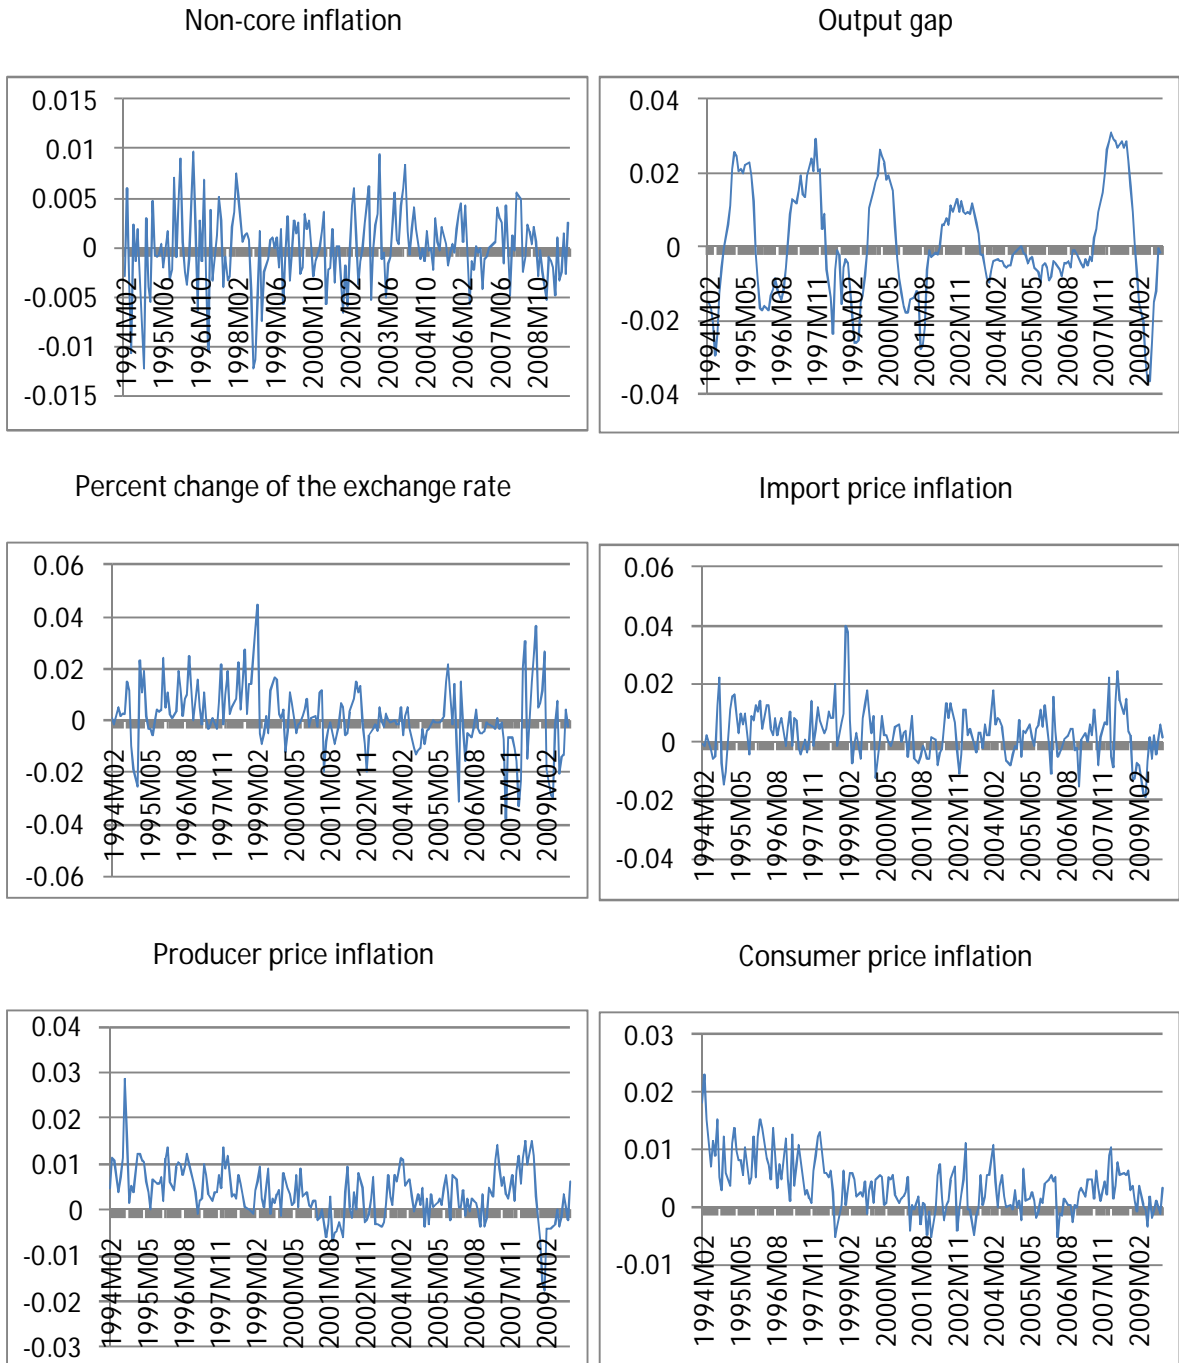 Non-core inflation
0.015
0.01
0.005
0
-0.005
-0.01
-0.015
1994M02
1995M06
1996M10
1998M02
1999M06
2000M10
2002M02
2003M06
2004M10
2006M02
2007M06
2008M10
Output gap
0.04
0.02
0
-0.02
-0.04
1994M02
1995M05
1996M08
1997M11
1999M02
2000M05
2001M08
2002M11
2004M02
2005M05
2006M08
2007M11
2009M02
Percent change of the exchange rate
0.06
0.04
0.02
0
-0.02
-0.04
-0.06
1994M02
1995M05
1996M08
1997M11
1999M02
2000M05
2001M08
2002M11
2004M02
2005M05
2006M08
2007M11
2009M02
Import price inflation
0.06
0.04
0.02
0
-0.02
-0.04
1994M02
1995M05
1996M08
1997M11
1999M02
2000M05
2001M08
2002M11
2004M02
2005M05
2006M08
2007M11
2009M02
Producer price inflation
0.04
0.03
0.02
0.01
0
-0.01
-0.02
-0.03
1994M02
1995M05
1996M08
1997M11
1999M02
2000M05
2001M08
2002M11
2004M02
2005M05
2006M08
2007M11
2009M02
Consumer price inflation
0.03
0.02
0.01
0
-0.01
1994M02
1995M05
1996M08
1997M11
1999M02
2000M05
2001M08
2002M11
2004M02
2005M05
2006M08
2007M11
2009M02